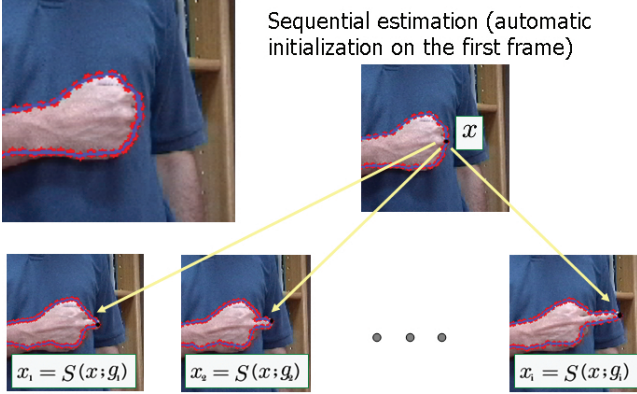 Sequential estimation (automatic
initialization on the first frame)
x
x₁ = S(x;g₁)
x₂ = S(x;g₂)
xᵢ = S(x;gᵢ)